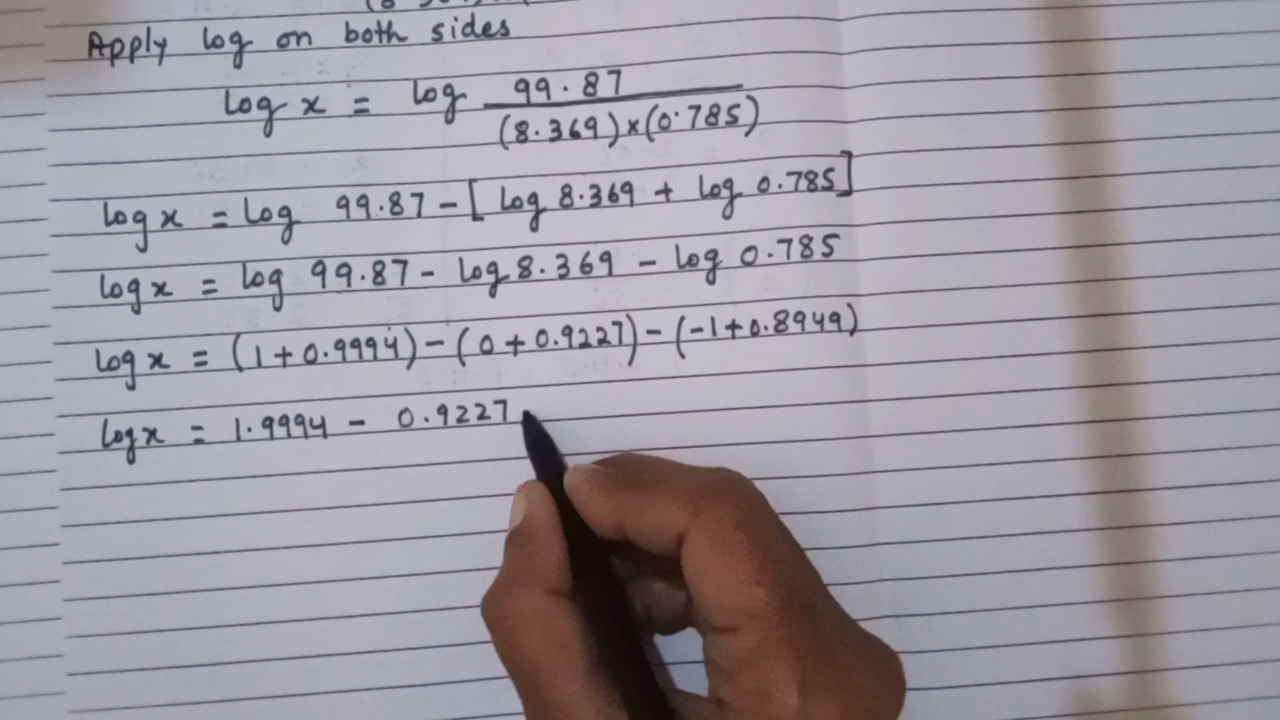 Apply log on both sides
log x = log 99.87 / (8.369)×(0.785)
log x = log 99.87 - [log 8.369 + log 0.785]
log x = log 99.87 - log 8.369 - log 0.785
log x = (1+0.9994) - (0+0.9227) - (-1+0.8949)
log x = 1.9994 - 0.9227